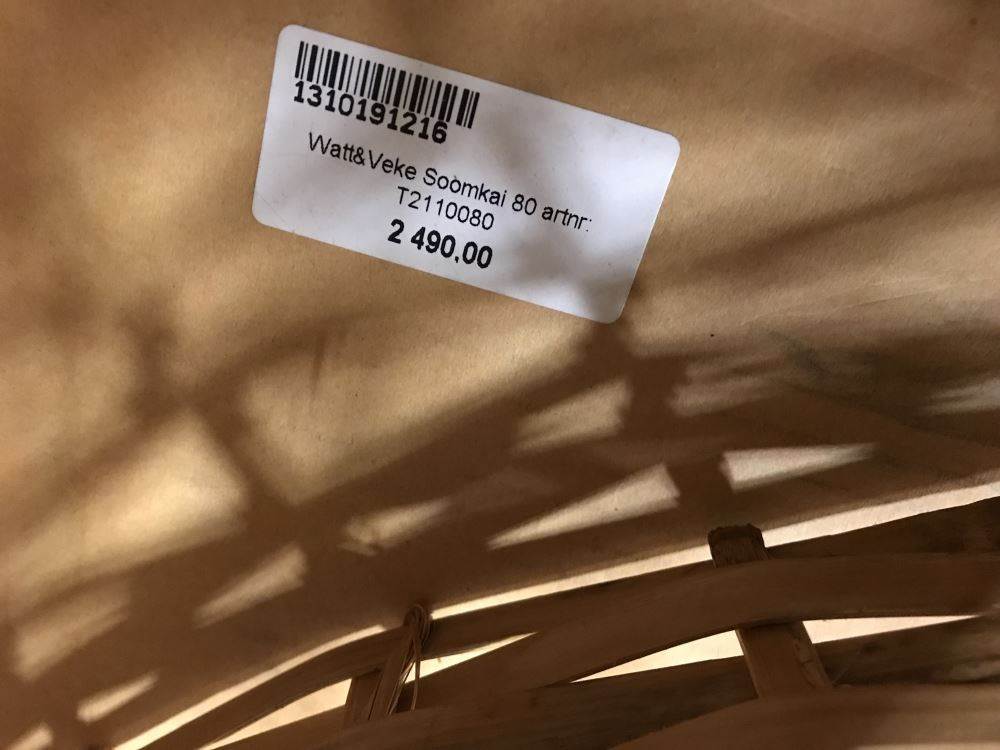 1310191216
Watt&Veke Soomkai 80 artnr:
T2110080
2 490,00